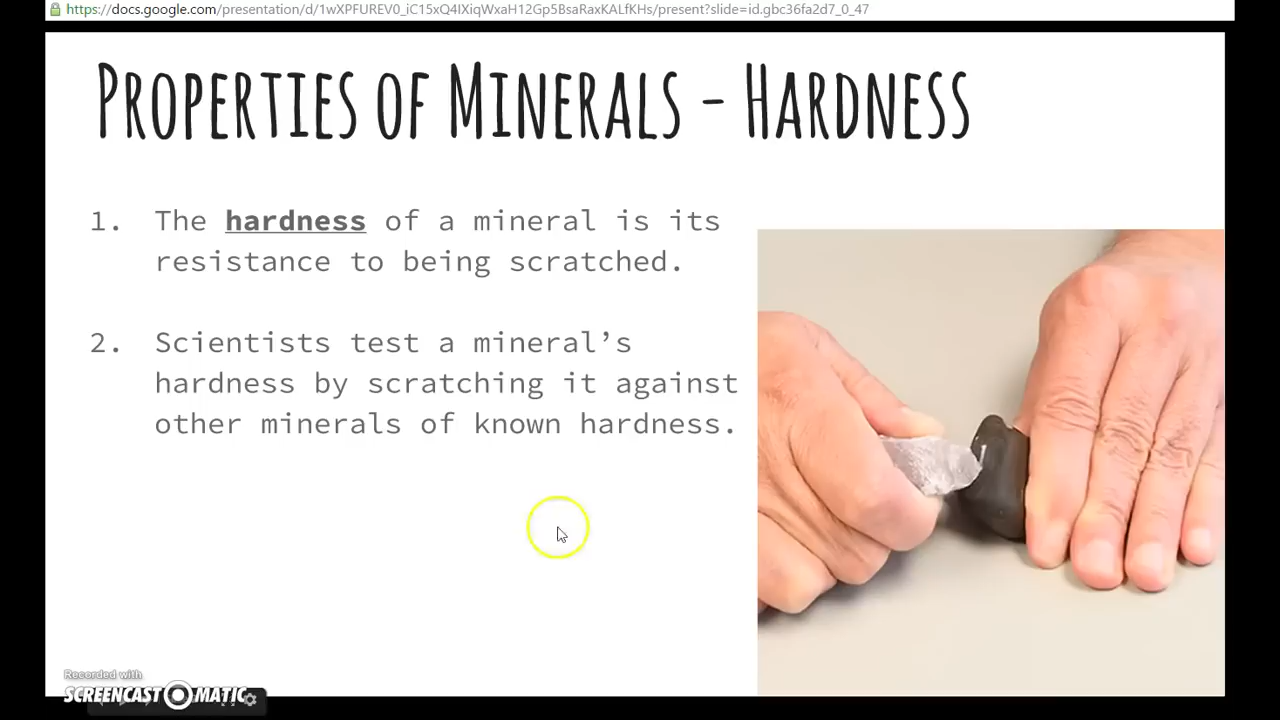 https://docs.google.com/presentation/d/1wXPFUREV0_iC15xQ4IXiqWxaH12Gp5BsaRaxKALfKHs/present?slide=id.gbc36fa2d7_0_47
Properties of Minerals - Hardness
1. The hardness of a mineral is its
resistance to being scratched.
2. Scientists test a mineral’s
hardness by scratching it against
other minerals of known hardness.
Recorded with
SCREENCAST-O-MATIC